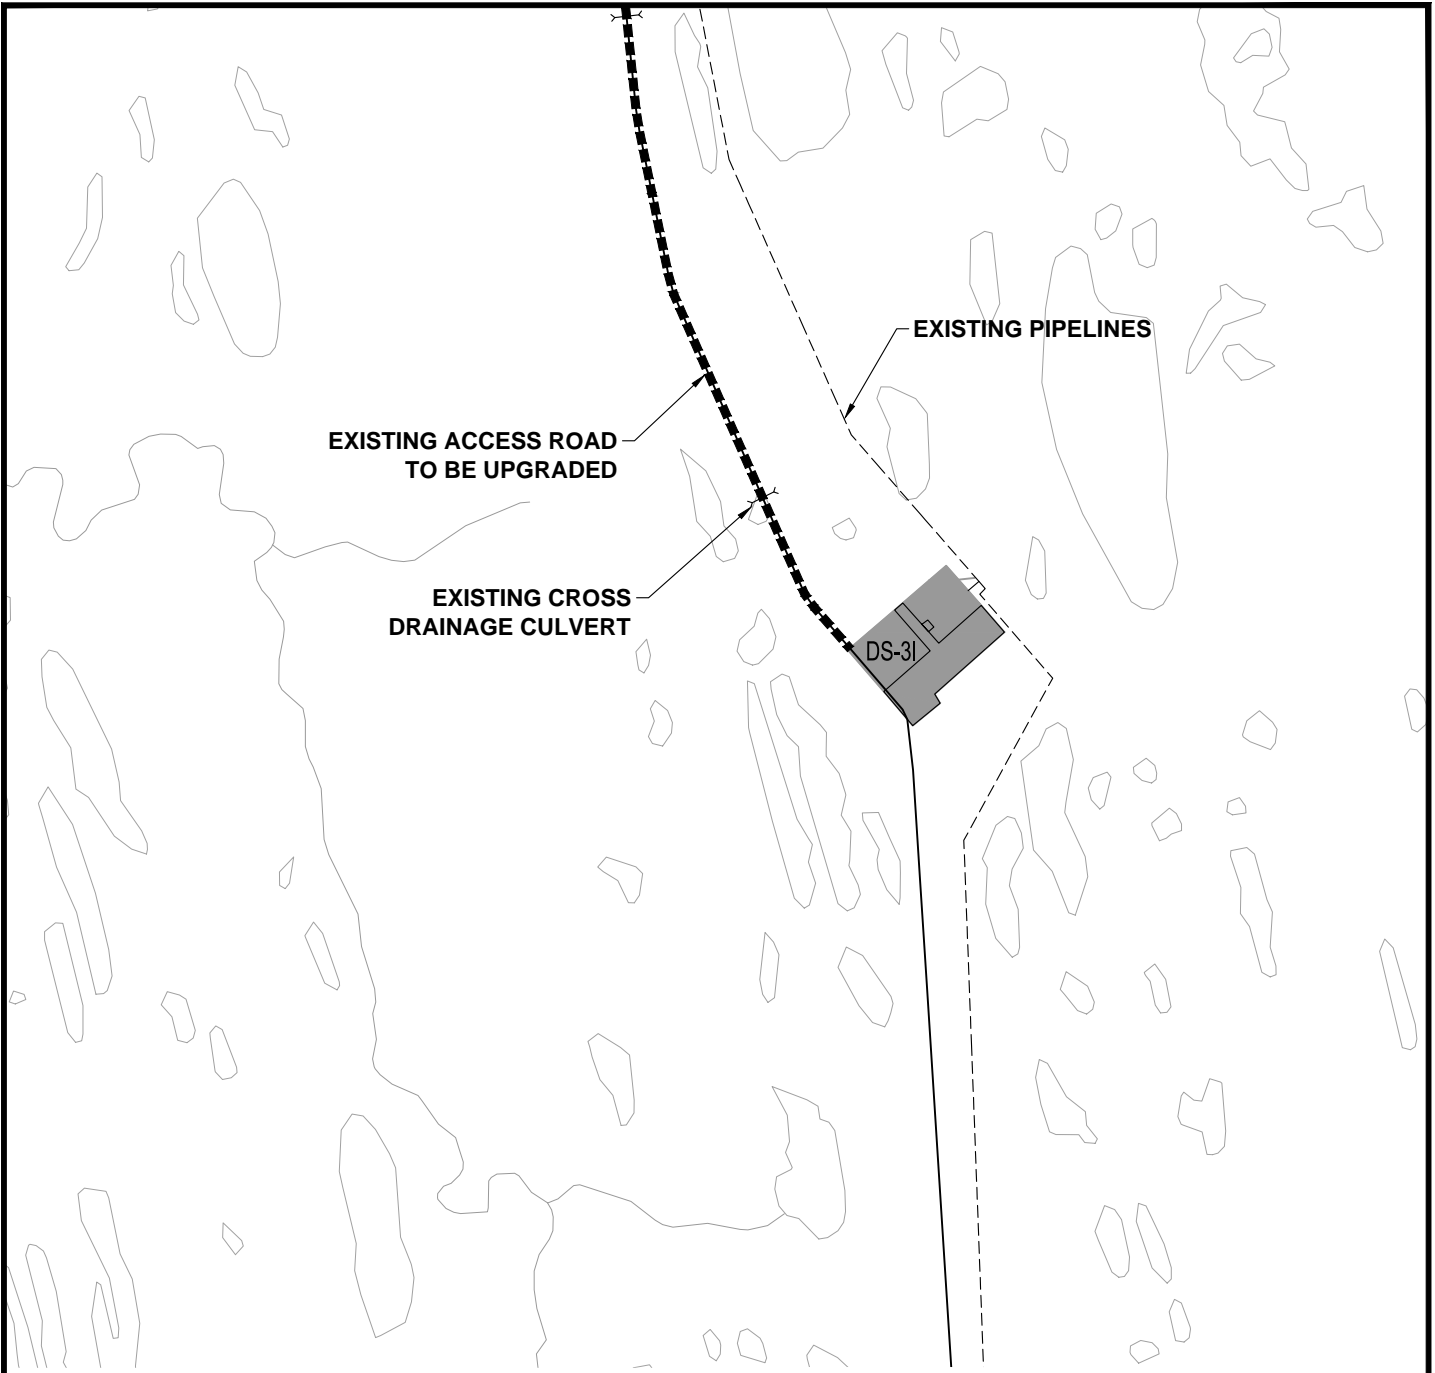 EXISTING PIPELINES
EXISTING ACCESS ROAD
TO BE UPGRADED
EXISTING CROSS
DRAINAGE CULVERT
DS-3I